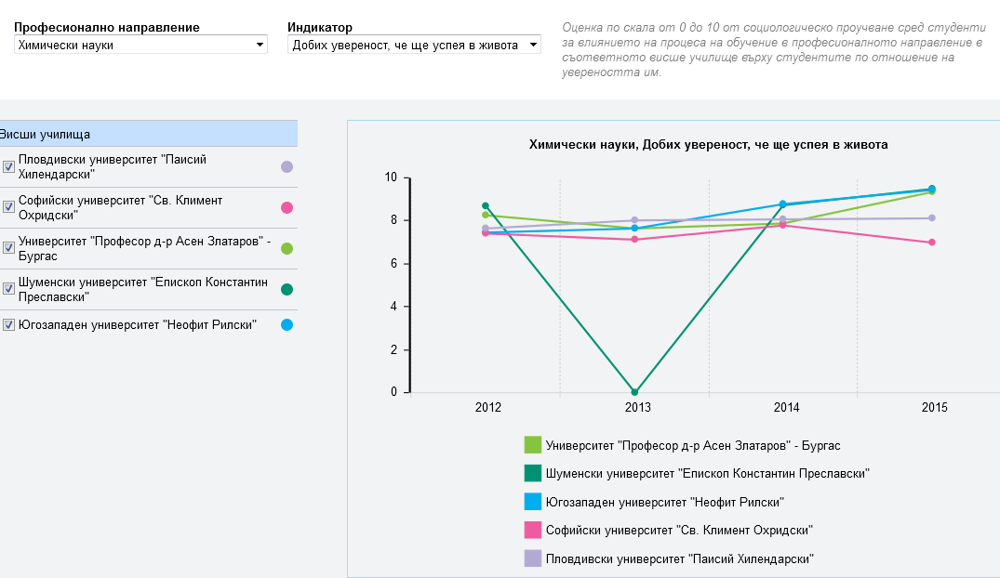 Професионално направление
Химически науки
Индикатор
Добих увереност, че ще успея в живота
Оценка по скала от 0 до 10 от социологическо проучване сред студенти
за влиянието на процеса на обучение в професионалното направление в
съответното висше училище върху студентите по отношение на
увереността им.
Висши училища
Пловдивски университет "Паисий
Хилендарски"
Софийски университет "Св. Климент
Охридски"
Университет "Професор д-р Асен Златаров" -
Бургас
Шуменски университет "Епископ Константин
Преславски"
Югозападен университет "Неофит Рилски"
Химически науки, Добих увереност, че ще успея в живота
10
8
6
4
2
0
2012 2013 2014 2015
Университет "Професор д-р Асен Златаров" - Бургас
Шуменски университет "Епископ Константин Преславски"
Югозападен университет "Неофит Рилски"
Софийски университет "Св. Климент Охридски"
Пловдивски университет "Паисий Хилендарски"